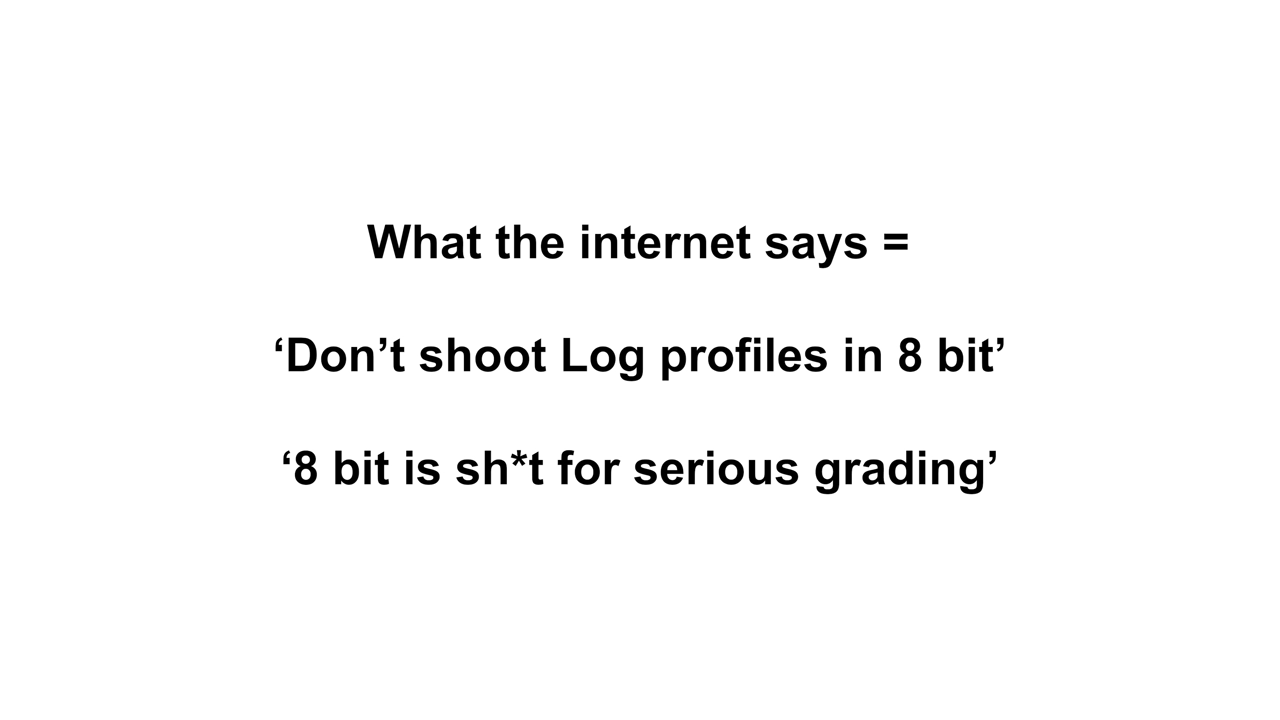 What the internet says =
‘Don’t shoot Log profiles in 8 bit’
‘8 bit is sh*t for serious grading’